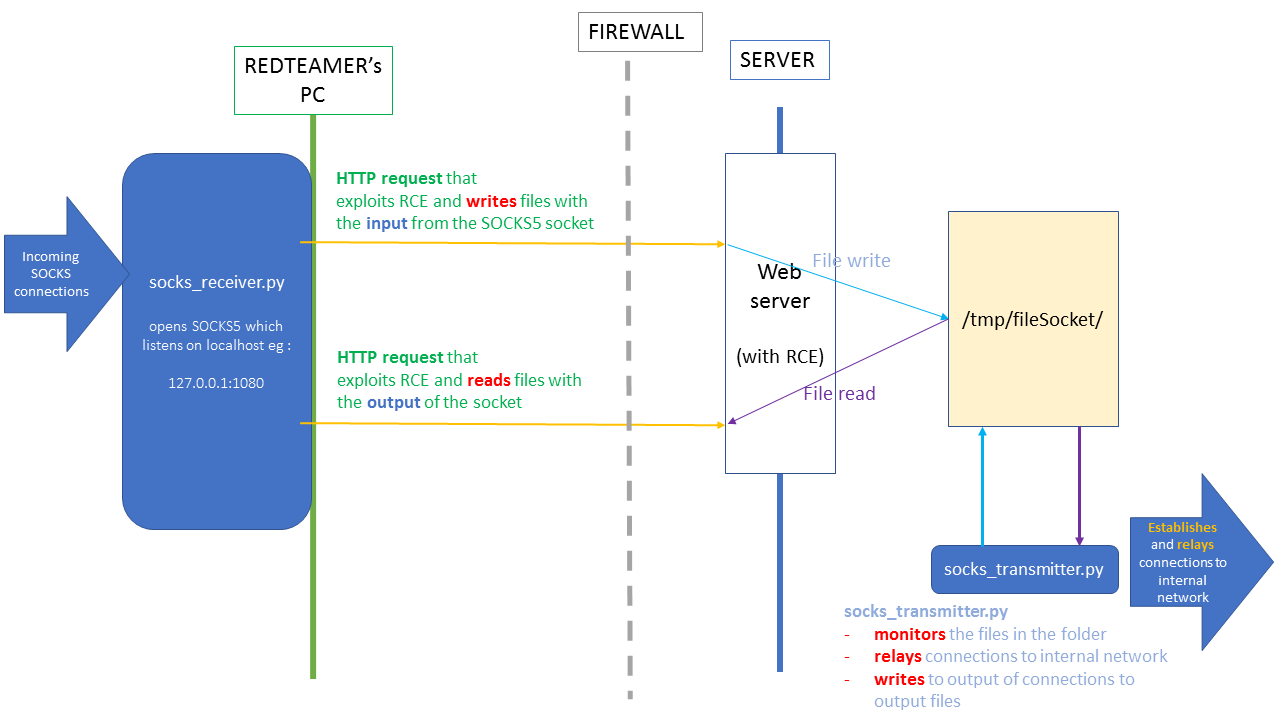 FIREWALL
REDTEAMER's
PC
SERVER
HTTP request that
exploits RCE and writes files with
the input from the SOCKS5 socket
Incoming
SOCKS
connections
socks_receiver.py
opens SOCKS5 which
listens on localhost eg :
127.0.0.1:1080
File write
Web
server
(with RCE)
/tmp/fileSocket/
HTTP request that
exploits RCE and reads files with
the output of the socket
File read
socks_transmitter.py
Establishes
and relays
connections to
internal
network
socks_transmitter.py
- monitors the files in the folder
- relays connections to internal network
- writes to output of connections to
output files